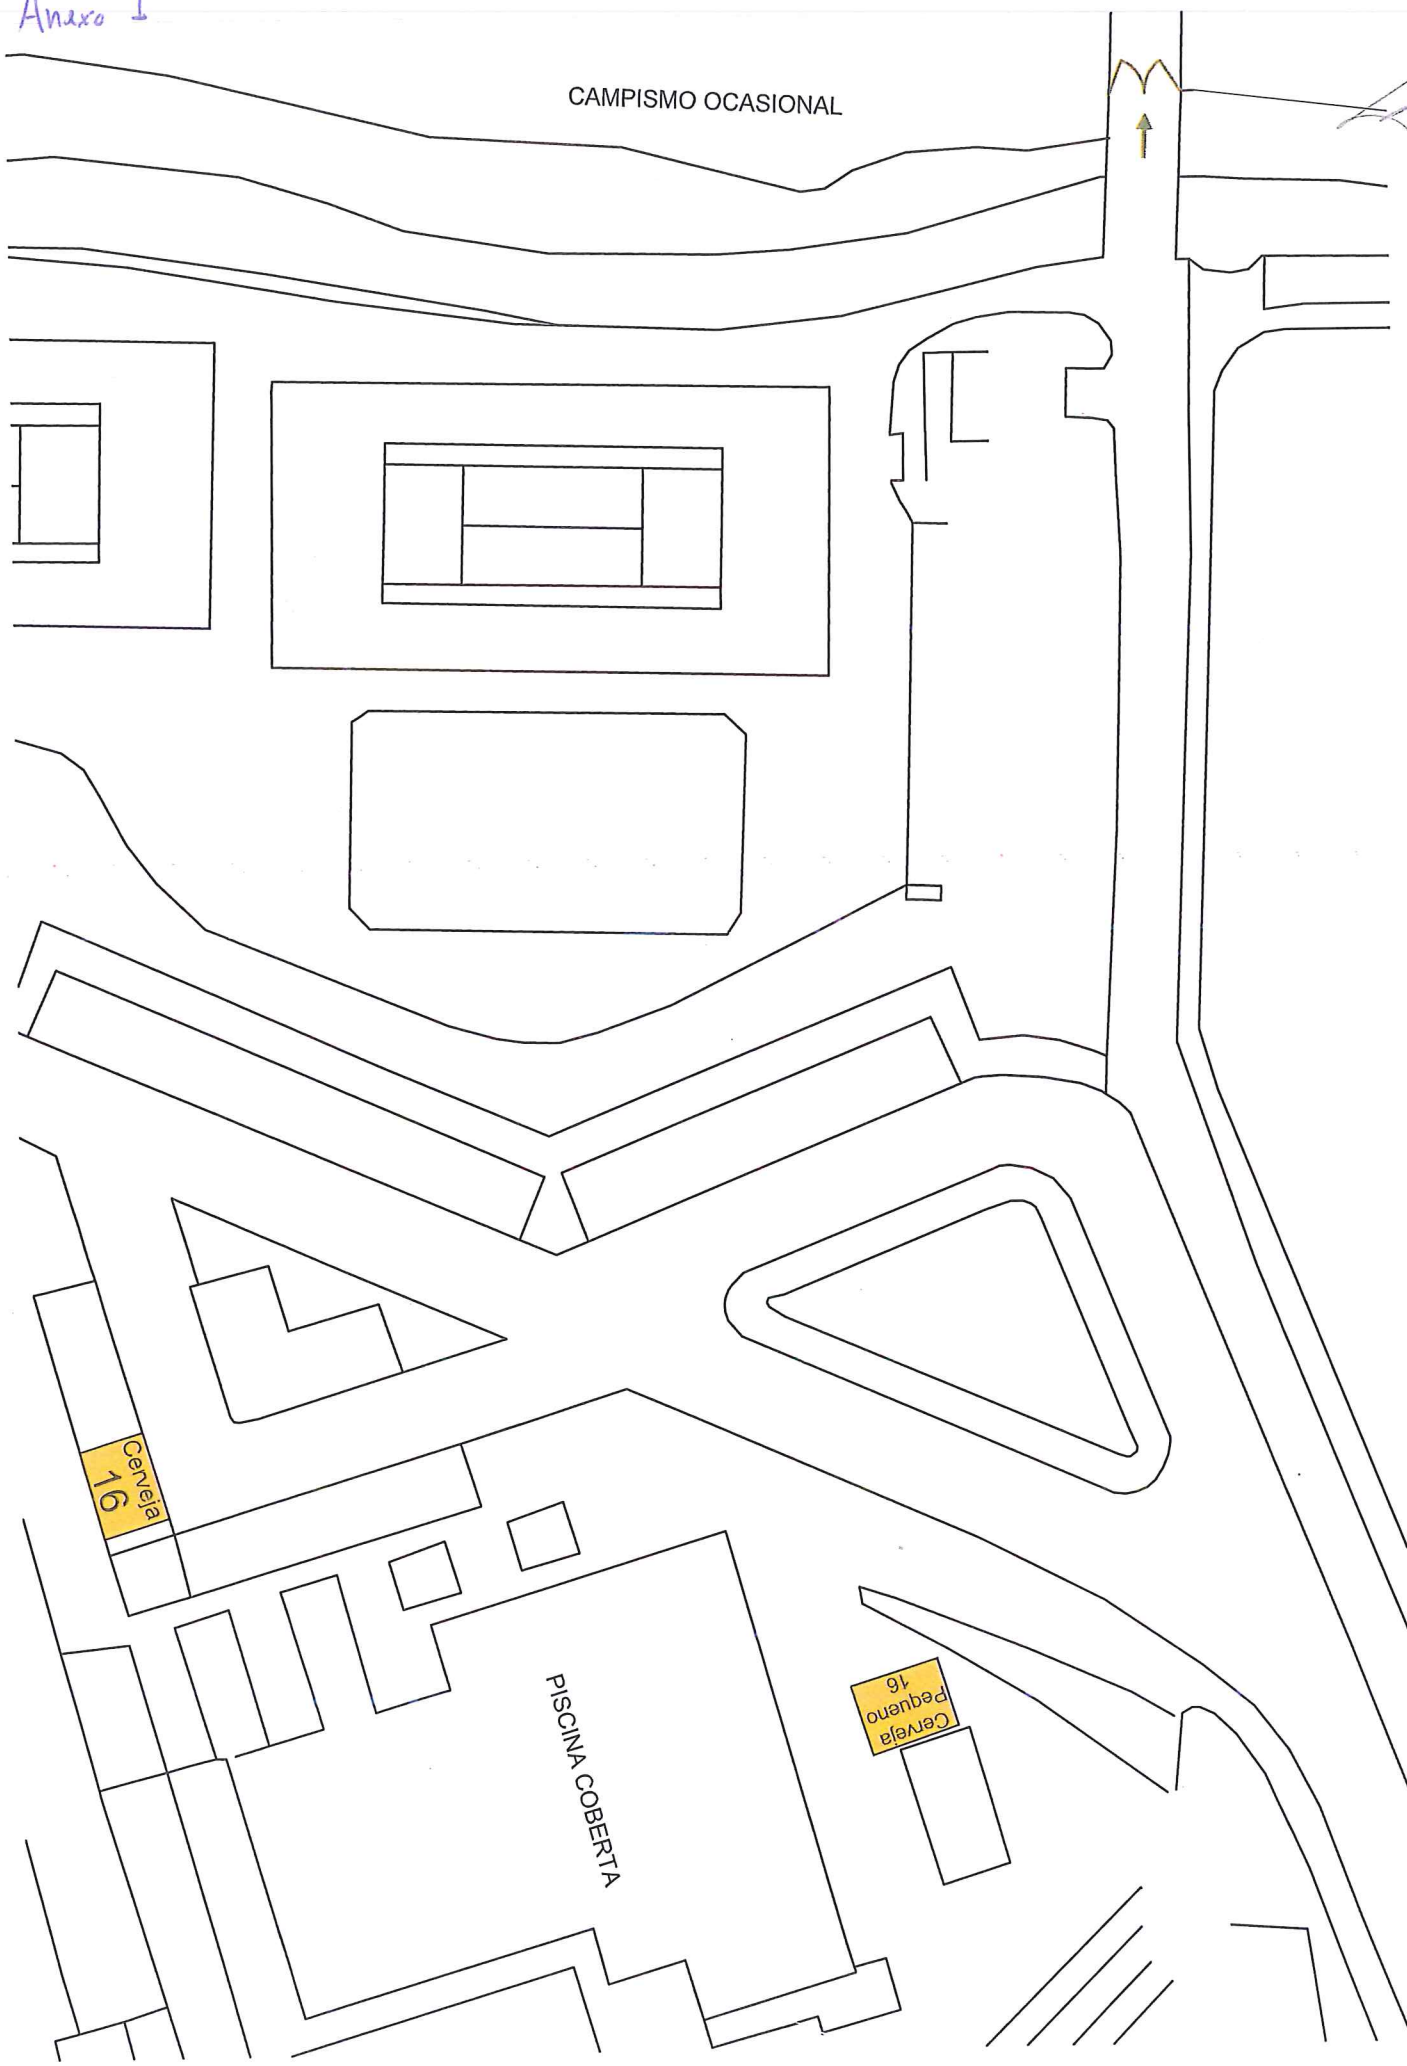 Anexo I
CAMPISMO OCASIONAL
Cerveja
16
Cerveja
Pequeno
16
PISCINA COBERTA